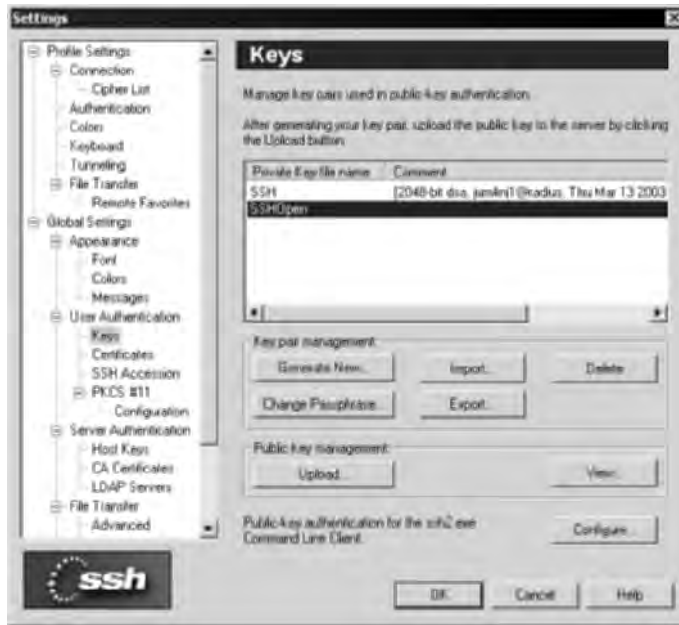 Settings
Profile Settings
Connection
Cipher List
Authentication
Colors
Keyboard
Tunneling
File Transfer
Remote Favorites
Global Settings
Appearance
Font
Colors
Messages
User Authentication
Keys
Certificates
SSH Accession
PKCS #11
Configuration
Server Authentication
Host Keys
CA Certificates
LDAP Servers
File Transfer
Advanced
ssh
Keys
Manage key pairs used in public-key authentication.
After generating your key pair, upload the public key to the server by clicking
the Upload button.
Private Key file name Comment
SSH [2048-bit dsa, Thu Mar 13 2003
SSHOpen
Key pair management
Generate New... Import... Delete
Change Passphrase... Export...
Public key management
Upload... View...
Public-key authentication for the ssh2.exe
Command Line Client.
Configure...
OK Cancel Help